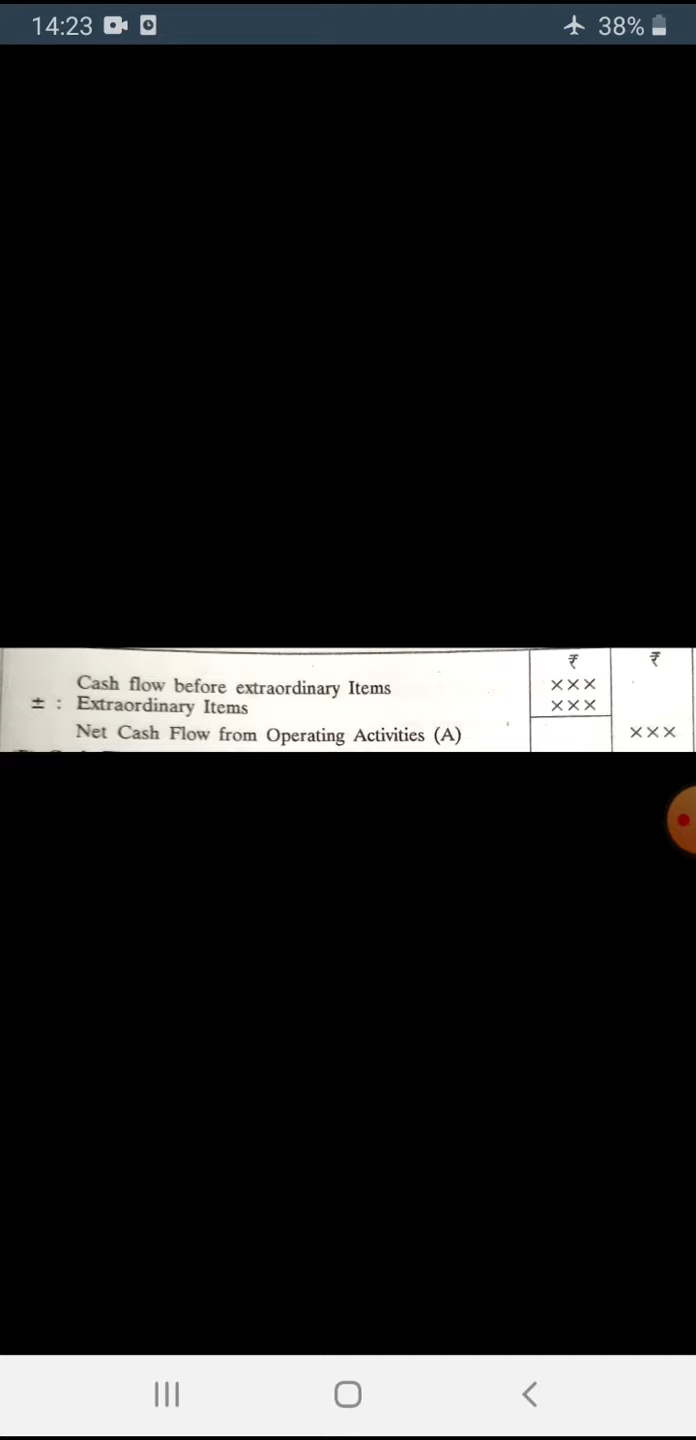 14:23 38%
₹ ₹
Cash flow before extraordinary Items ×××
± : Extraordinary Items ×××
Net Cash Flow from Operating Activities (A) ×××